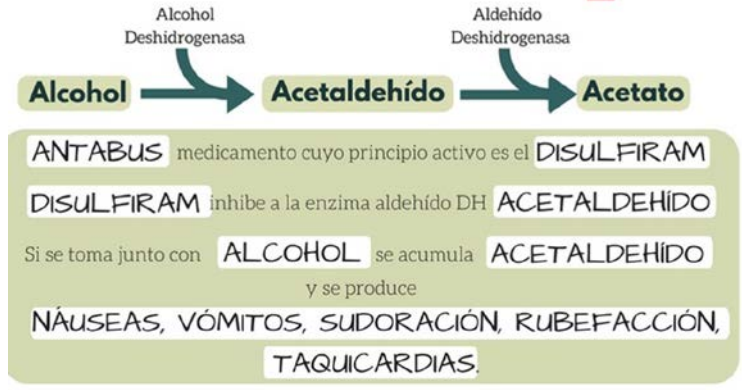 Alcohol
Deshidrogenasa
Aldehído
Deshidrogenasa
Alcohol Acetaldehído Acetato
ANTABUS medicamento cuyo principio activo es el DISULFIRAM
DISULFIRAM inhibe a la enzima aldehído DH ACETALDEHÍDO
Si se toma junto con ALCOHOL se acumula ACETALDEHÍDO
y se produce
NÁUSEAS, VÓMITOS, SUDORACIÓN, RUBEFACCIÓN,
TAQUICARDIAS.